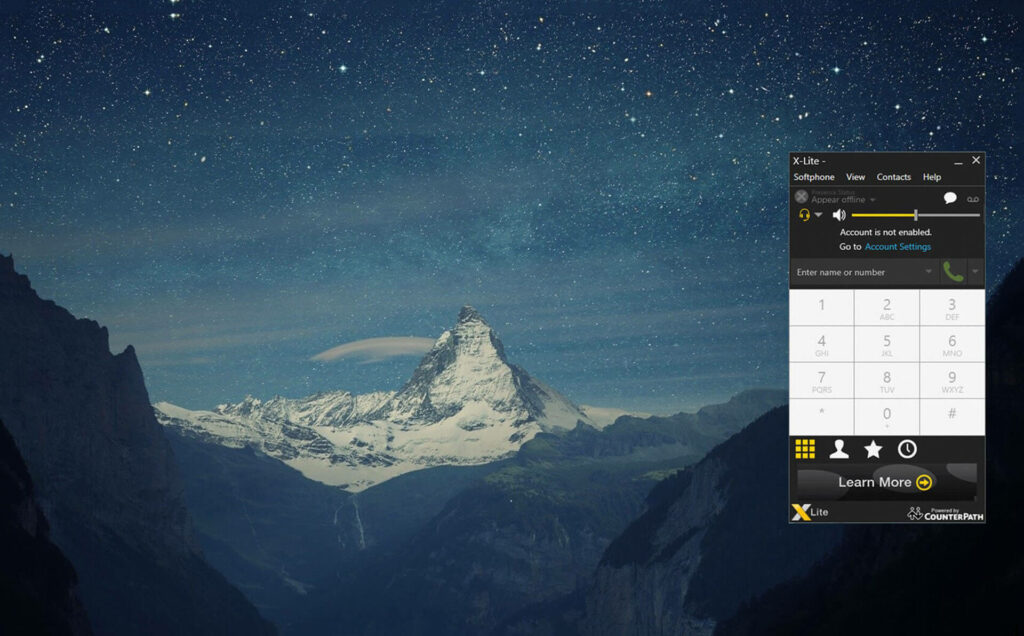 X-Lite -
Softphone View Contacts Help
Presence Status
Appear offline
Account is not enabled.
Go to Account Settings
Enter name or number
1 2 3
ABC DEF
4 5 6
GHI JKL MNO
7 8 9
PQRS TUV WXYZ
* 0 #
+
Learn More
X Lite
Powered by
COUNTERPATH